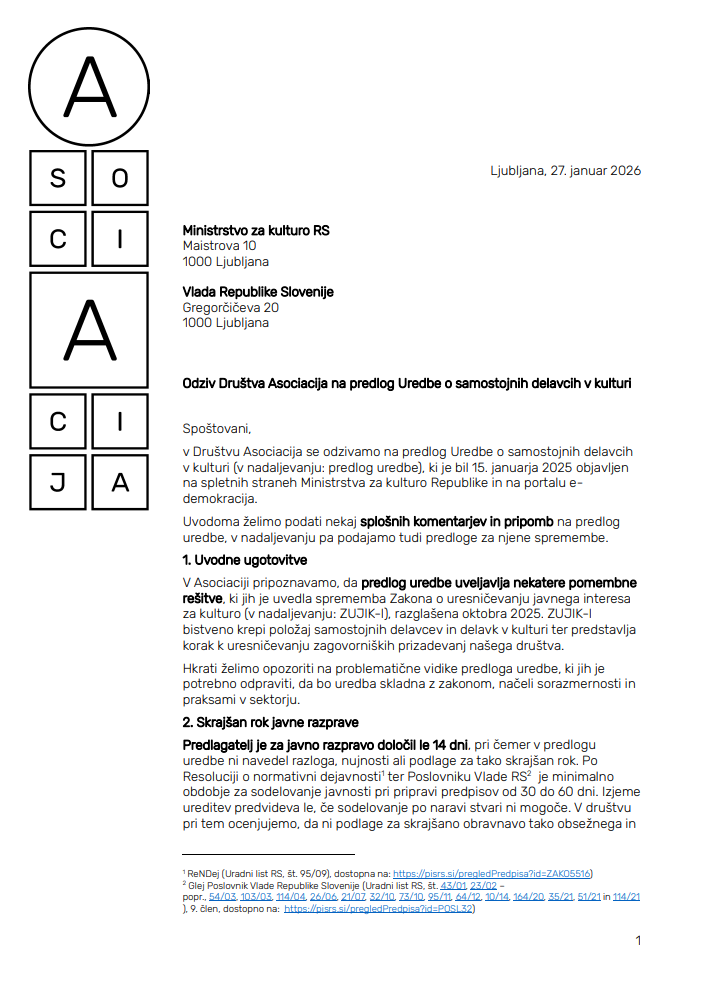 A
S O
C I
A
C I
J A
Ljubljana, 27. januar 2026
Ministrstvo za kulturo RS
Maistrova 10
1000 Ljubljana
Vlada Republike Slovenije
Gregorčičeva 20
1000 Ljubljana
Odziv Društva Asociacija na predlog Uredbe o samostojnih delavcih v kulturi
Spoštovani,
v Društvu Asociacija se odzivamo na predlog Uredbe o samostojnih delavcih
v kulturi (v nadaljevanju: predlog uredbe), ki je bil 15. januarja 2025 objavljen
na spletnih straneh Ministrstva za kulturo Republike in na portalu e-
demokracija.
Uvodoma želimo podati nekaj splošnih komentarjev in pripomb na predlog
uredbe, v nadaljevanju pa podajamo tudi predloge za njene spremembe.
1. Uvodne ugotovitve
V Asociaciji pripoznavamo, da predlog uredbe uveljavlja nekatere pomembne
rešitve, ki jih je uvedla sprememba Zakona o uresničevanju javnega interesa
za kulturo (v nadaljevanju: ZUJIK-I), razglašena oktobra 2025. ZUJIK-I
bistveno krepi položaj samostojnih delavcev in delavk v kulturi ter predstavlja
korak k uresničevanju zagovorniških prizadevanj našega društva.
Hkrati želimo opozoriti na problematične vidike predloga uredbe, ki jih je
potrebno odpraviti, da bo uredba skladna z zakonom, načeli sorazmernosti in
praksami v sektorju.
2. Skrajšan rok javne razprave
Predlagatelj je za javno razpravo določil le 14 dni, pri čemer v predlogu
uredbe ni navedel razloga, nujnosti ali podlage za tako skrajšan rok. Po
Resoluciji o normativni dejavnosti¹ ter Poslovniku Vlade RS² je minimalno
obdobje za sodelovanje javnosti pri pripravi predpisov od 30 do 60 dni. Izjeme
ureditev predvideva le, če sodelovanje po naravi stvari ni mogoče. V društvu
pri tem ocenjujemo, da ni podlage za skrajšano obravnavo tako obsežnega in
¹ ReNDej (Uradni list RS, št. 95/09), dostopna na: https://pisrs.si/pregledPredpisa?id=ZAKO5516)
² Glej Poslovnik Vlade Republike Slovenije (Uradni list RS, št. 43/01, 23/02 –
popr., 54/03, 103/03, 114/04, 26/06, 21/07, 32/10, 73/10, 95/11, 64/12, 10/14, 164/20, 35/21, 51/21 in 114/21
), 9. člen, dostopno na: https://pisrs.si/pregledPredpisa?id=POSL32)
1